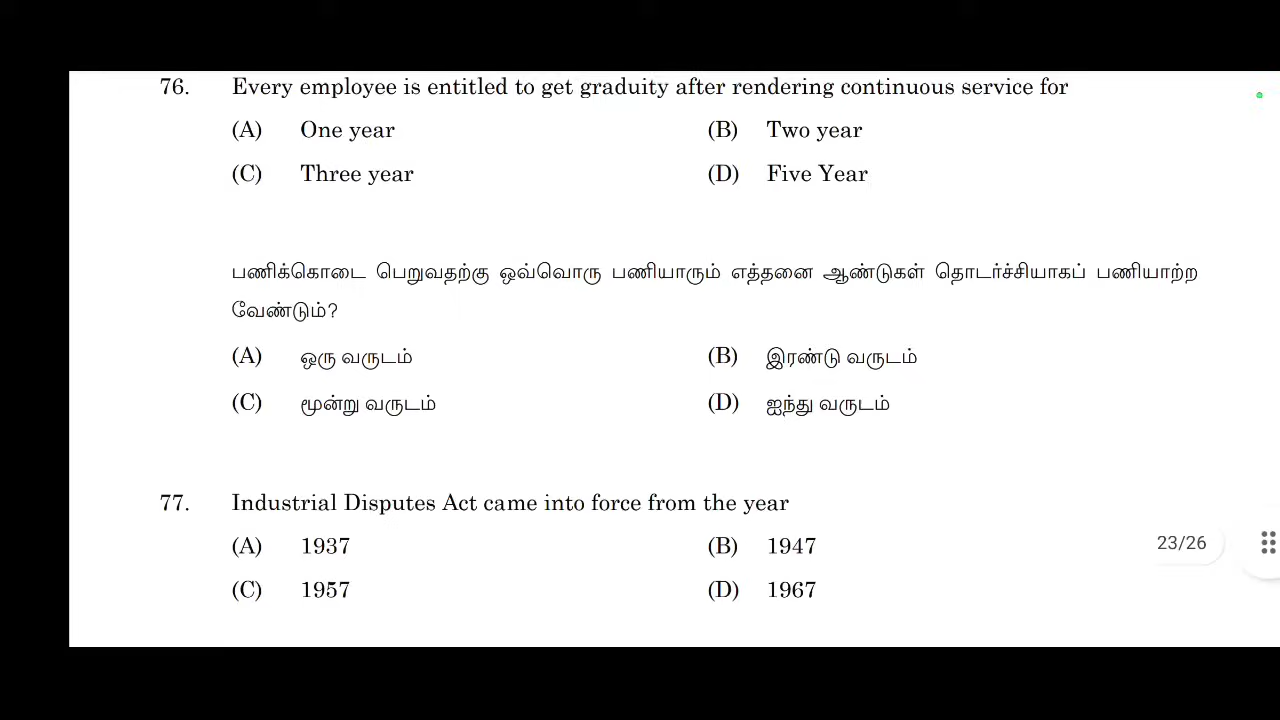 76. Every employee is entitled to get graduity after rendering continuous service for
(A) One year (B) Two year
(C) Three year (D) Five Year
பணிக்கொடை பெறுவதற்கு ஒவ்வொரு பணியாரும் எத்தனை ஆண்டுகள் தொடர்ச்சியாகப் பணியாற்ற
வேண்டும்?
(A) ஒரு வருடம் (B) இரண்டு வருடம்
(C) மூன்று வருடம் (D) ஐந்து வருடம்
77. Industrial Disputes Act came into force from the year
(A) 1937 (B) 1947
23/26
(C) 1957 (D) 1967